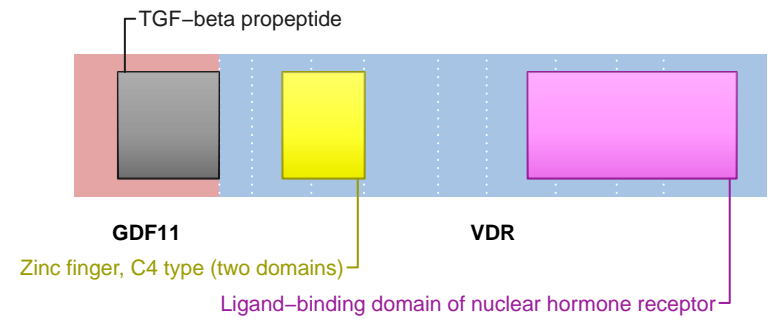 TGF−beta propeptide
GDF11
VDR
Zinc finger, C4 type (two domains)
Ligand−binding domain of nuclear hormone receptor